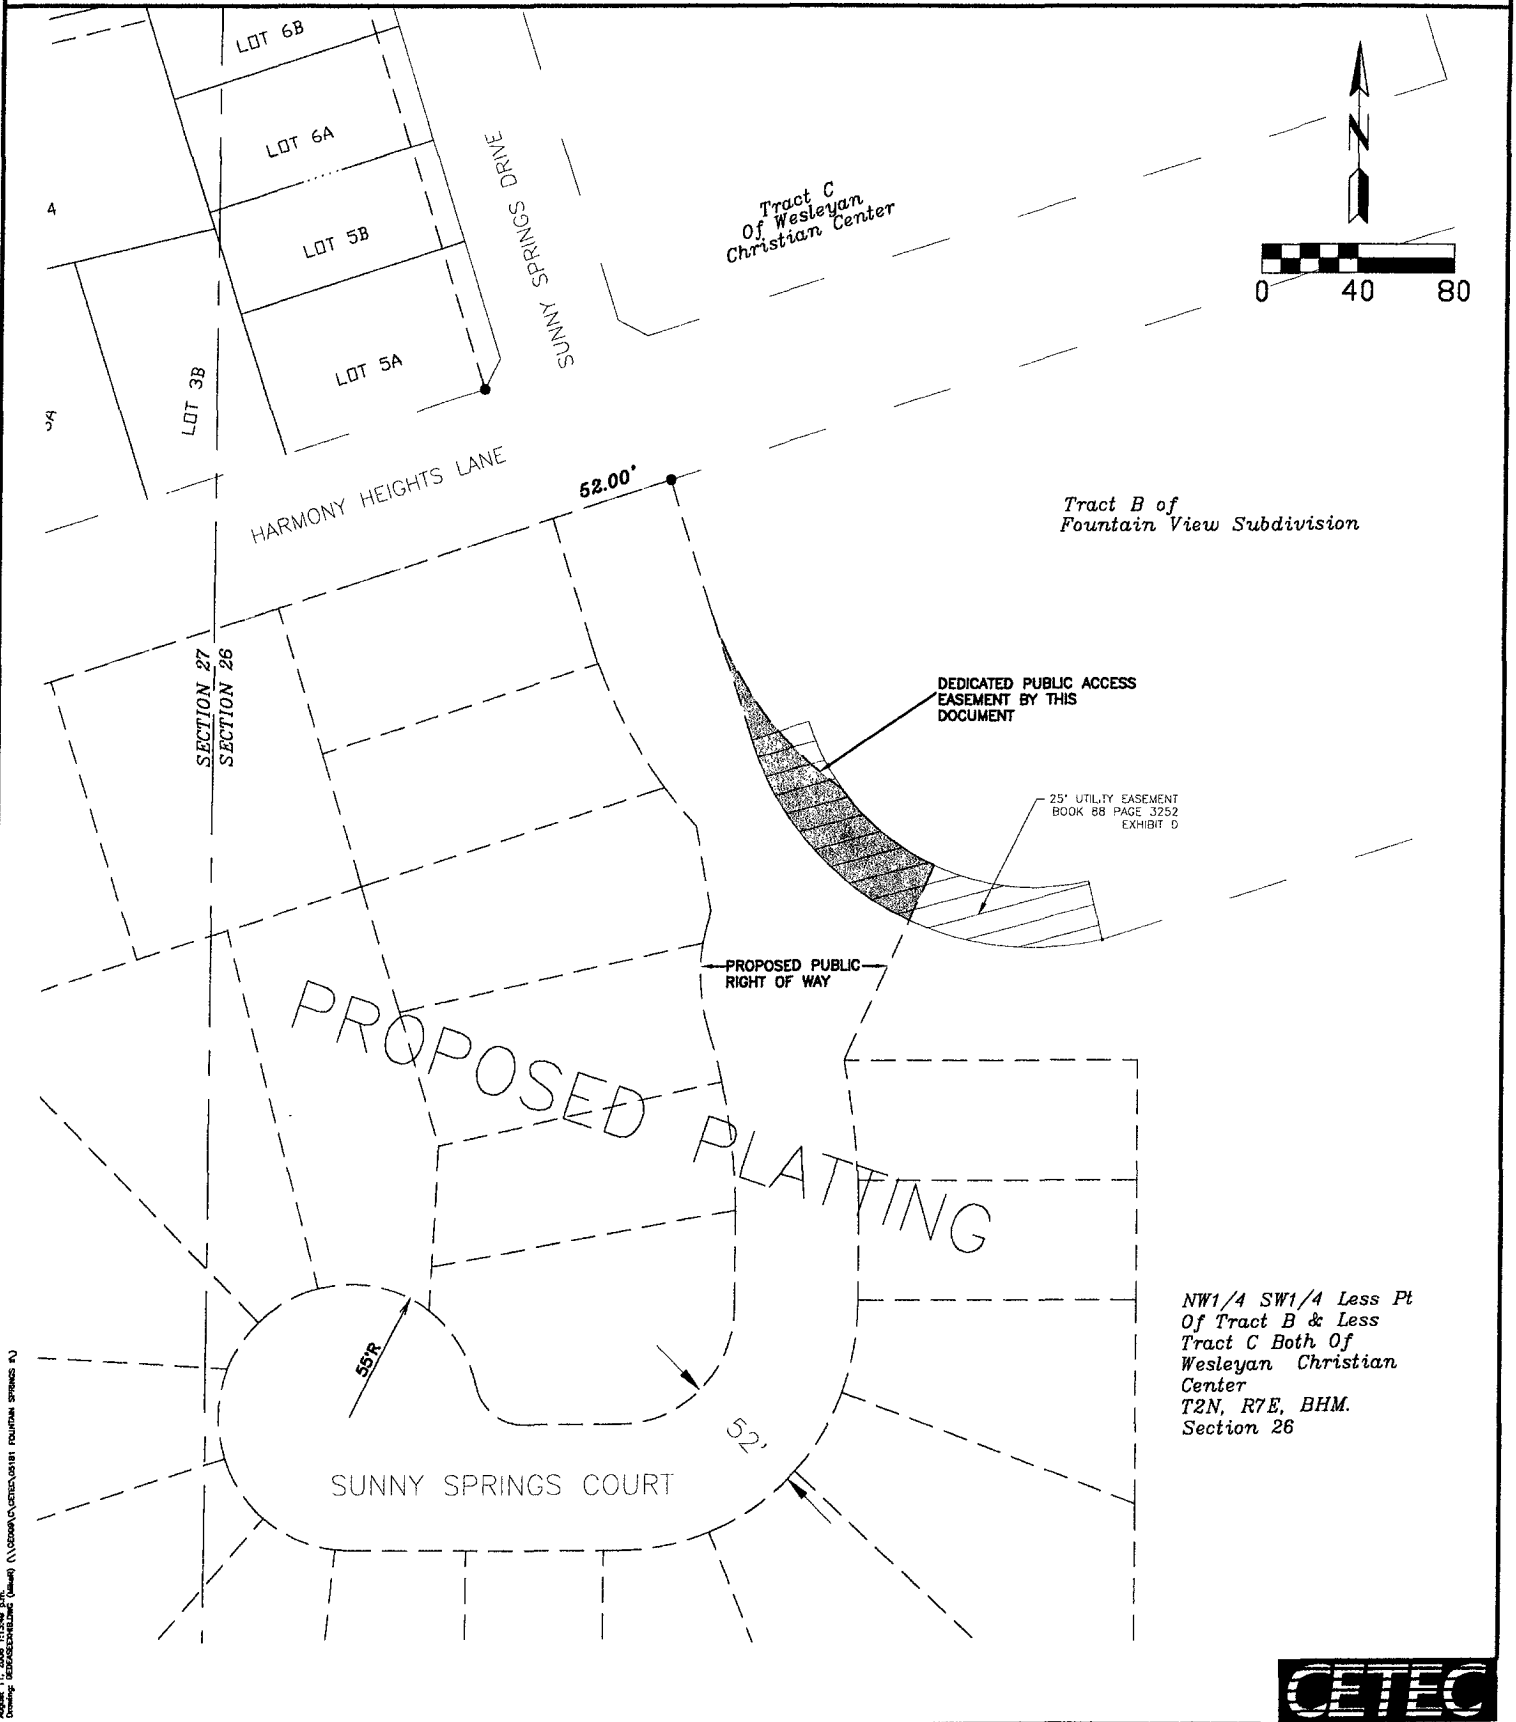 LOT 6B
LOT 6A
LOT 5B
LOT 5A
LOT 3B
4
SUNNY SPRINGS DRIVE
Tract C
Of Wesleyan
Christian Center
N
0 40 80
HARMONY HEIGHTS LANE
52.00'
Tract B of
Fountain View Subdivision
SECTION 27
SECTION 26
DEDICATED PUBLIC ACCESS
EASEMENT BY THIS
DOCUMENT
25' UTILITY EASEMENT
BOOK 88 PAGE 3252
EXHIBIT D
PROPOSED PUBLIC
RIGHT OF WAY
PROPOSED PLATTING
NW1/4 SW1/4 Less Pt
Of Tract B & Less
Tract C Both Of
Wesleyan Christian
Center
T2N, R7E, BHM.
Section 26
55'R
52'
SUNNY SPRINGS COURT
CETEC